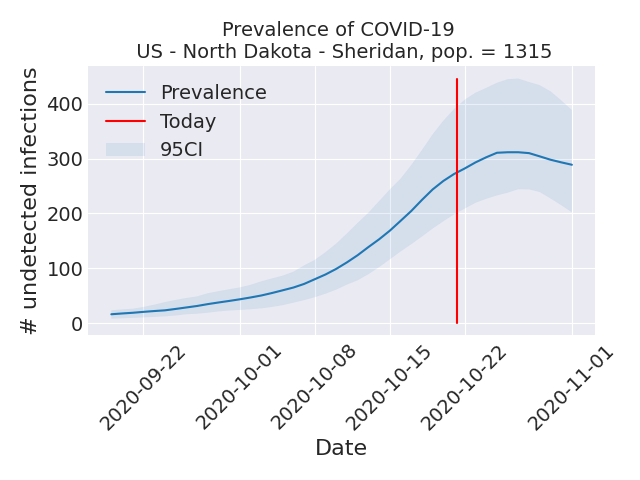 Prevalence of COVID-19
US - North Dakota - Sheridan, pop. = 1315
# undetected infections
400
300
200
100
0
Prevalence
Today
95CI
2020-09-22
2020-10-01
2020-10-08
2020-10-15
2020-10-22
2020-11-01
Date